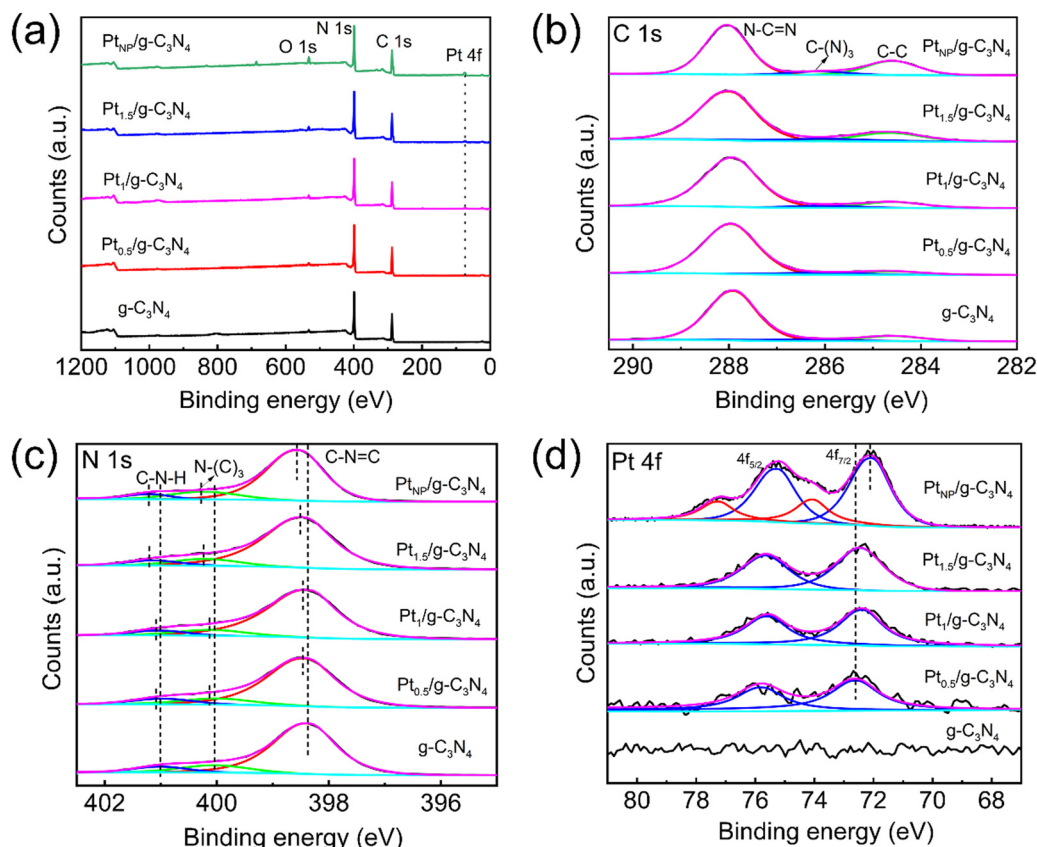 (a)
N 1s
Pt_NP/g-C₃N₄
O 1s
C 1s
Pt 4f
Pt₁.₅/g-C₃N₄
Pt₁/g-C₃N₄
Pt₀.₅/g-C₃N₄
g-C₃N₄
Counts (a.u.)
1200 1000 800 600 400 200 0
Binding energy (eV)
(b)
C 1s
N-C=N
C-(N)₃
C-C
Pt_NP/g-C₃N₄
Pt₁.₅/g-C₃N₄
Pt₁/g-C₃N₄
Pt₀.₅/g-C₃N₄
g-C₃N₄
Counts (a.u.)
290 288 286 284 282
Binding energy (eV)
(c)
N 1s
C-N-H
N-(C)₃
C-N=C
Pt_NP/g-C₃N₄
Pt₁.₅/g-C₃N₄
Pt₁/g-C₃N₄
Pt₀.₅/g-C₃N₄
g-C₃N₄
Counts (a.u.)
402 400 398 396
Binding energy (eV)
(d)
Pt 4f
4f₅/₂
4f₇/₂
Pt_NP/g-C₃N₄
Pt₁.₅/g-C₃N₄
Pt₁/g-C₃N₄
Pt₀.₅/g-C₃N₄
g-C₃N₄
Counts (a.u.)
80 78 76 74 72 70 68
Binding energy (eV)